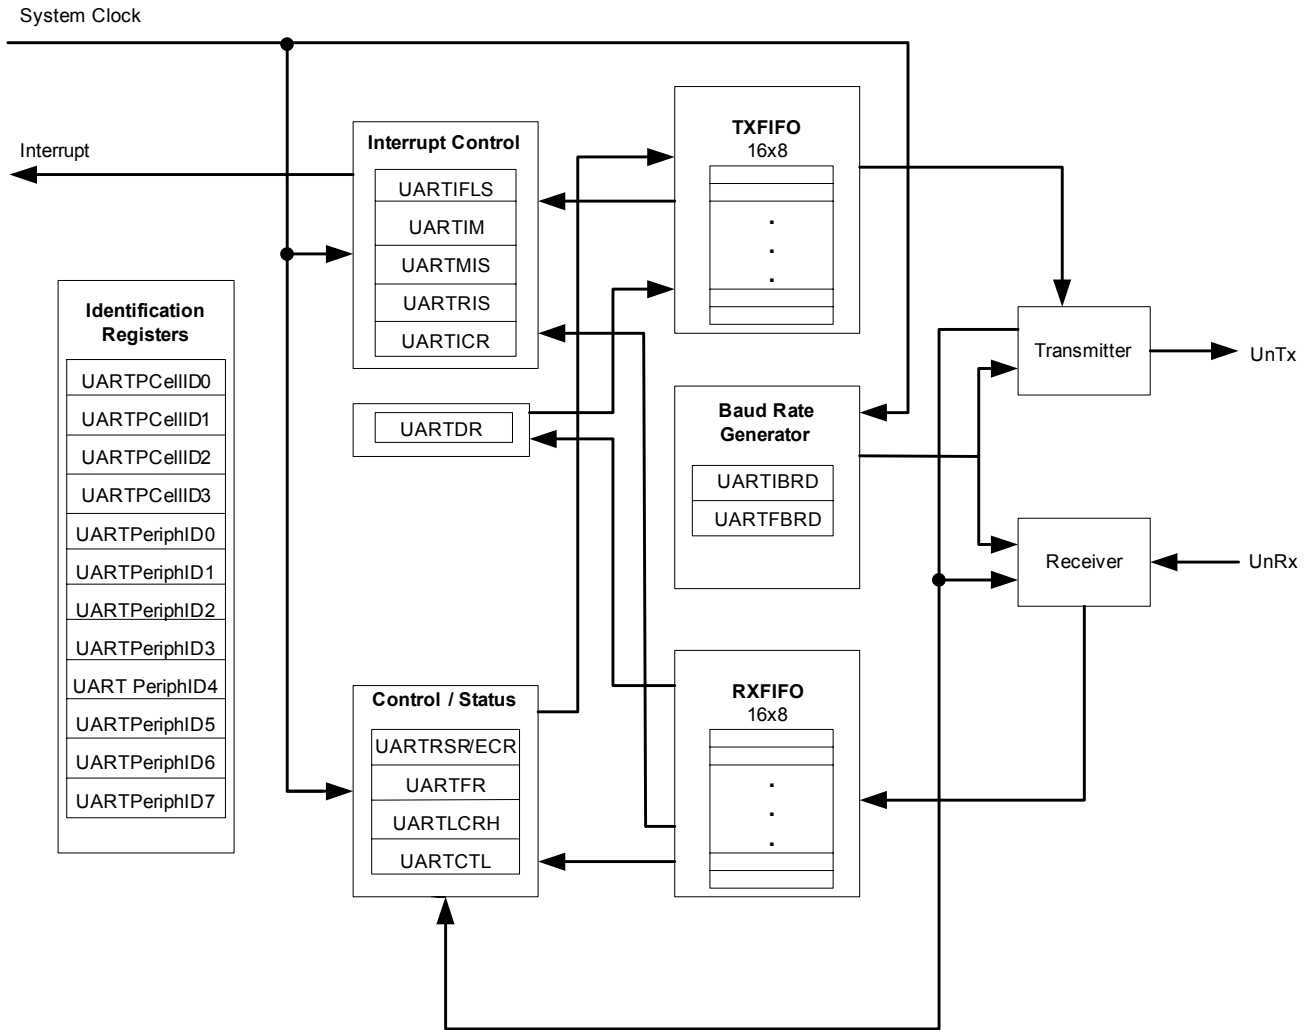 System Clock
Interrupt
Identification
Registers
UARTPCellID0
UARTPCellID1
UARTPCellID2
UARTPCellID3
UARTPeriphID0
UARTPeriphID1
UARTPeriphID2
UARTPeriphID3
UART PeriphID4
UARTPeriphID5
UARTPeriphID6
UARTPeriphID7
Interrupt Control
UARTIFLS
UARTIM
UARTMIS
UARTRIS
UARTICR
UARTDR
Control / Status
UARTRSR/ECR
UARTFR
UARTLCRH
UARTCTL
TXFIFO
16x8
.
.
.
Baud Rate
Generator
UARTIBRD
UARTFBRD
RXFIFO
16x8
.
.
.
Transmitter
UnTx
Receiver
UnRx